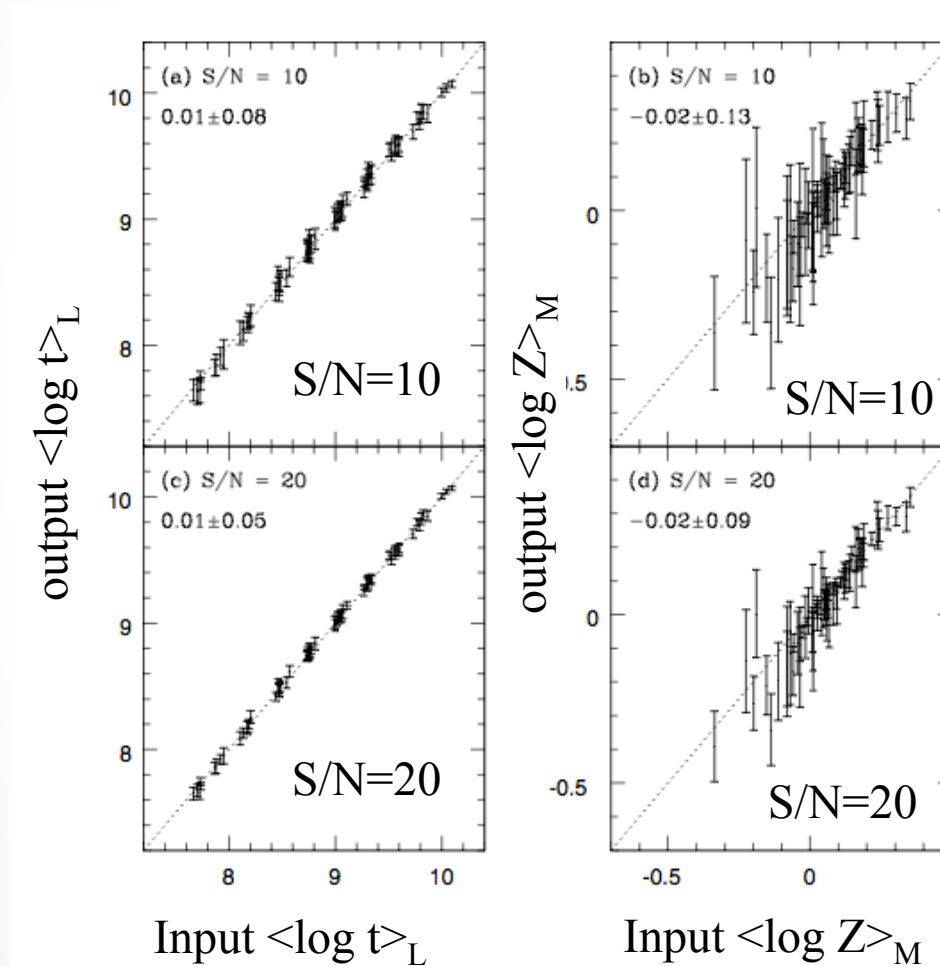 (a) S/N = 10
0.01±0.08
10
9
8
S/N=10
output <log t>L
(b) S/N = 10
-0.02±0.13
0
.5
S/N=10
output <log Z>M
(c) S/N = 20
0.01±0.05
10
9
8
S/N=20
8 9 10
Input <log t>L
(d) S/N = 20
-0.02±0.09
0
-0.5
S/N=20
-0.5 0
Input <log Z>M